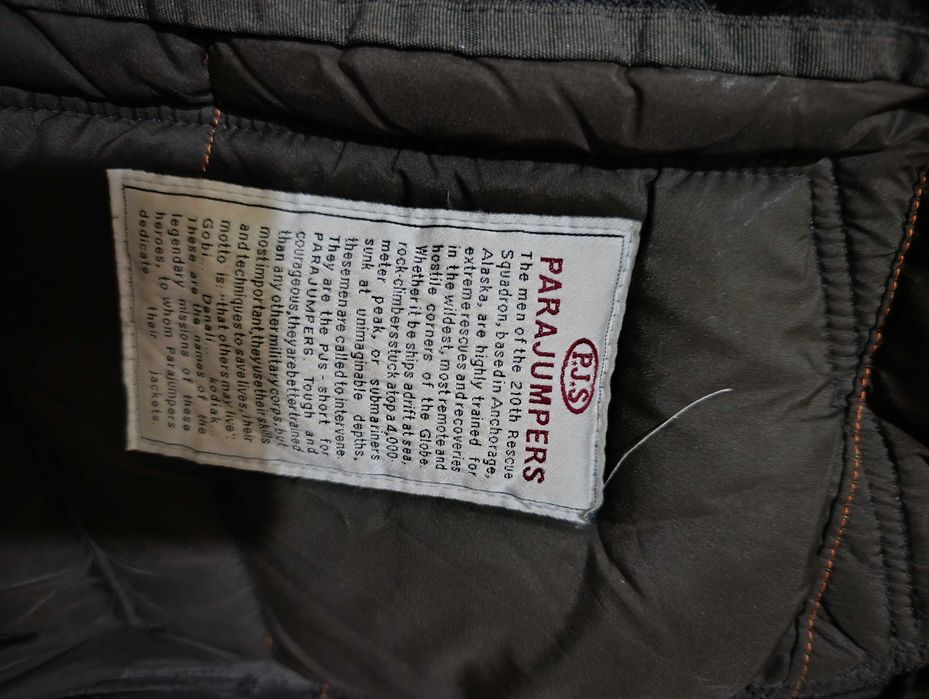 P.J.S
PARAJUMPERS
The men of the 210th Rescue
Squadron, based in Anchorage,
Alaska, are highly trained for
extreme rescues and recoveries
in the wildest, most remote and
hostile corners of the Globe.
Whether it be ships adrift at sea.
rock-climbers stuck atop a 4,000-
meter peak, or submariners
sunk at unimaginable depths,
these men are called to intervene.
They are the PJS - short for
PARAJUMPERS. Tough and
courageous, they are better trained
than any other military corps, but
most important, they use their skills
and techniques to save lives, their
motto is: "that others may live"
Gobi... Denali... kodiak...
These are the names of the
legendary missions of these
heroes, to whom Parajumpers
dedicate their jackets